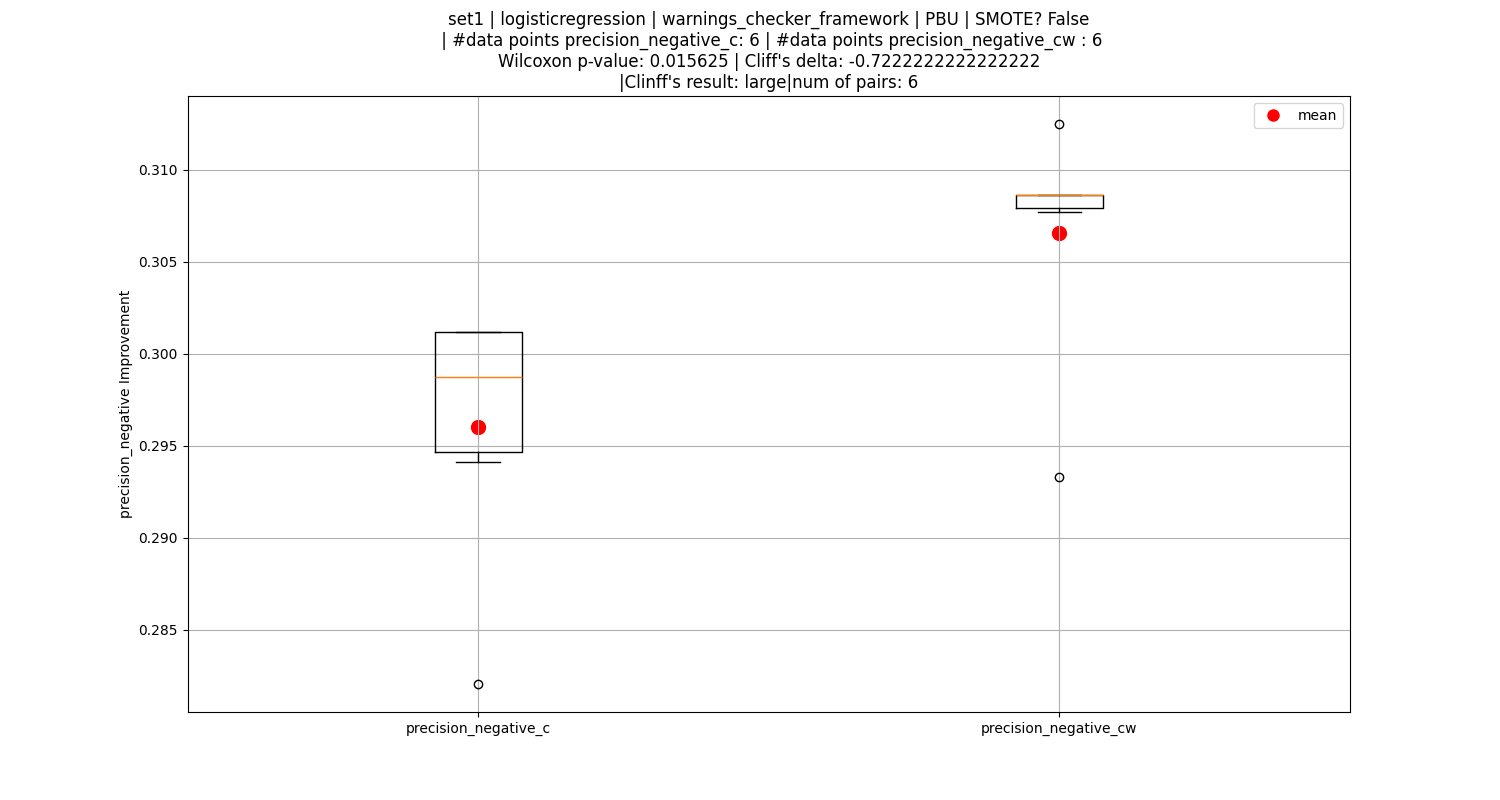 set1 | logisticregression | warnings_checker_framework | PBU | SMOTE? False
| #data points precision_negative_c: 6 | #data points precision_negative_cw : 6
Wilcoxon p-value: 0.015625 | Cliff's delta: -0.7222222222222222
|Clinff's result: large|num of pairs: 6
mean
0.310
0.305
0.300
0.295
0.290
0.285
precision_negative Improvement
precision_negative_c
precision_negative_cw